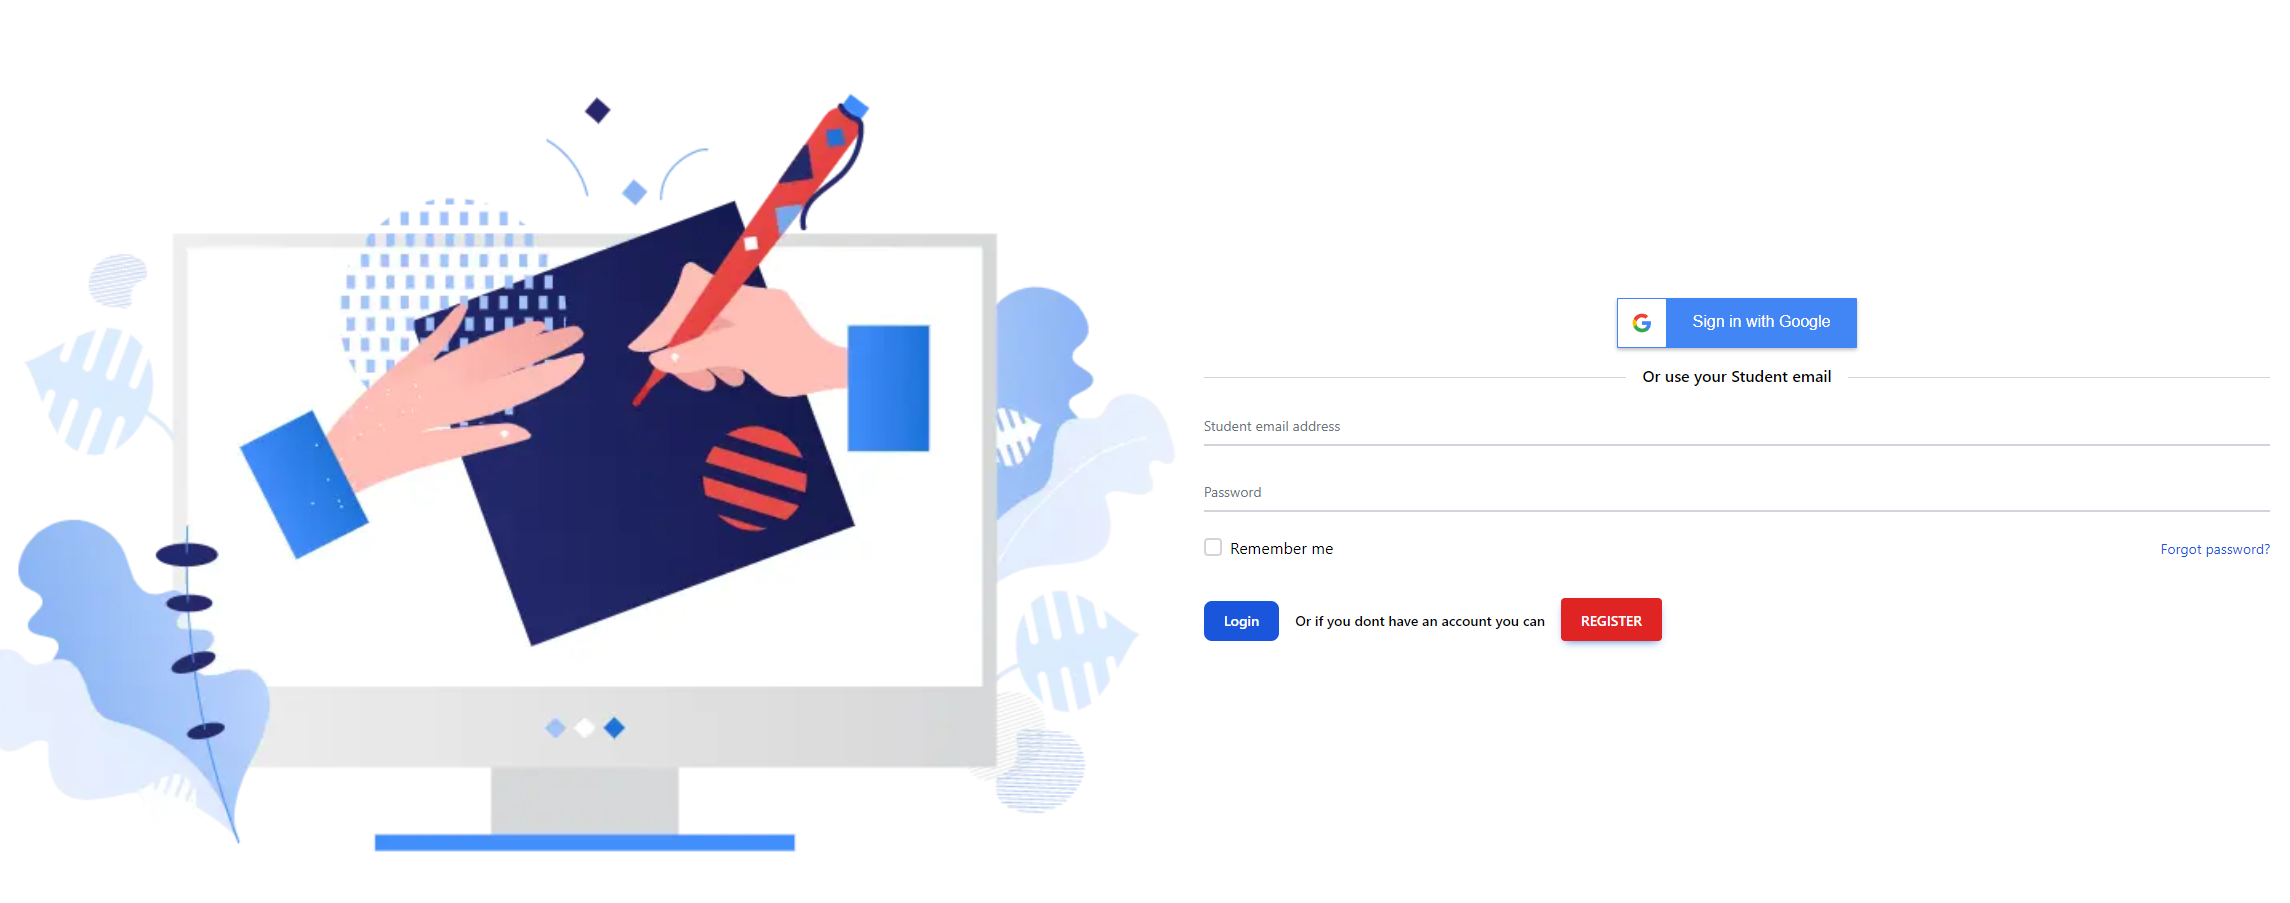 Sign in with Google
Or use your Student email
Student email address
Password
Remember me
Forgot password?
Login
Or if you dont have an account you can
REGISTER